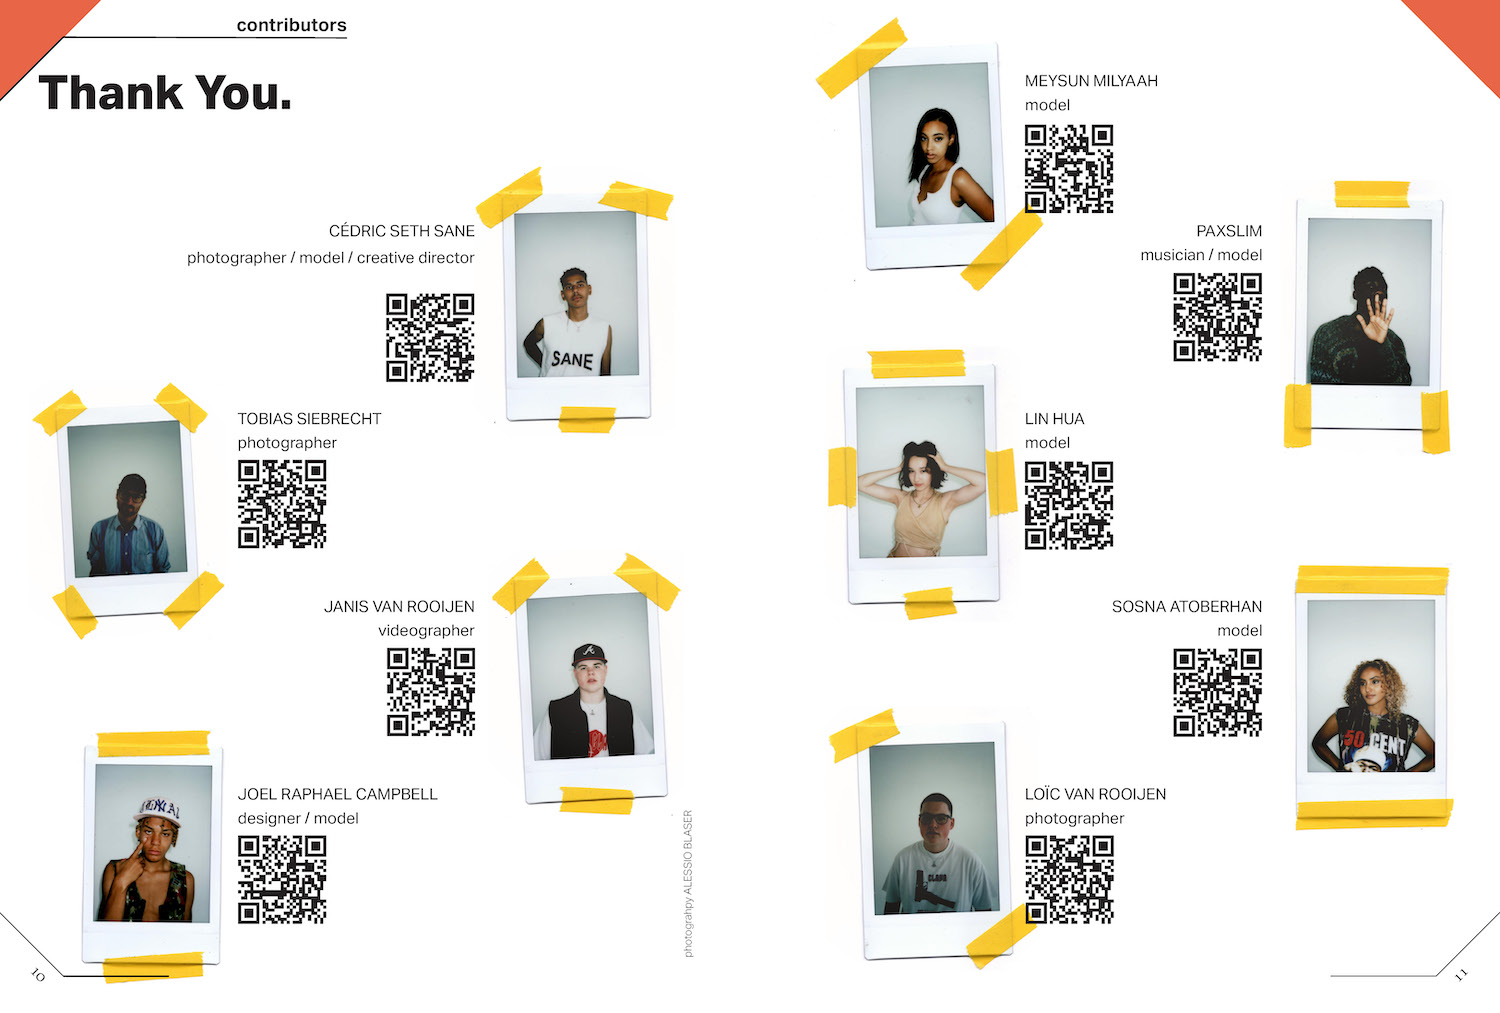 contributors
Thank You.
CÉDRIC SETH SANE
photographer / model / creative director
SANE
TOBIAS SIEBRECHT
photographer
JANIS VAN ROOIJEN
videographer
A
JOEL RAPHAEL CAMPBELL
designer / model
photograhpy ALESSIO BLASER
10
MEYSUN MILYAAH
model
PAXSLIM
musician / model
LIN HUA
model
SOSNA ATOBERHAN
model
50 CENT
LOÏC VAN ROOIJEN
photographer
11